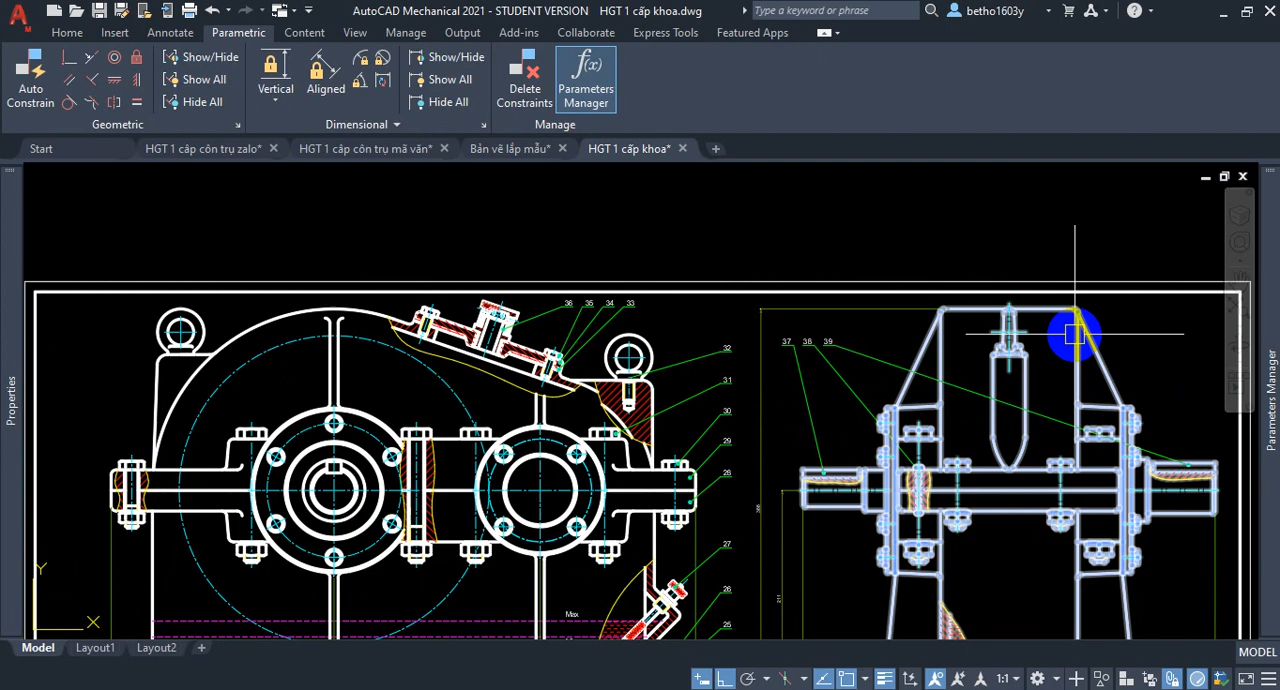 A
M
AutoCAD Mechanical 2021 - STUDENT VERSION HGT 1 cấp khoa.dwg
Type a keyword or phrase
betho1603y
?
Home Insert Annotate Parametric Content View Manage Output Add-ins Collaborate Express Tools Featured Apps
Auto Constrain
Show/Hide
Show All
Hide All
Vertical
Aligned
Show/Hide
Show All
Hide All
Delete Constraints
f(x)
Parameters Manager
Geometric
Dimensional
Manage
Start
HGT 1 cấp côn trụ zalo*
HGT 1 cấp côn trụ mã văn*
Bản vẽ lắp mẫu*
HGT 1 cấp khoa*
Properties
Parameters Manager
36 35 34 33
32
31
30
29
28
27
26
25
Max
37 38 39
211
Y
X
Model Layout1 Layout2
MODEL
1:1